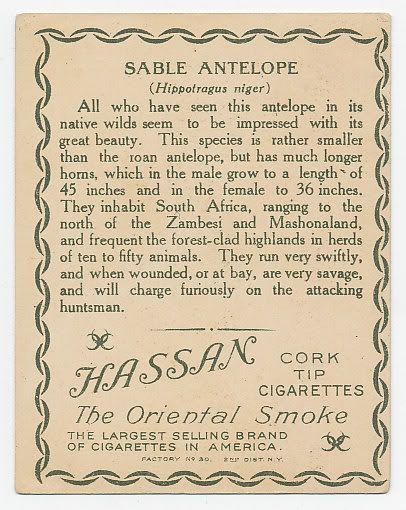 SABLE ANTELOPE
(Hippotragus niger)
All who have seen this antelope in its
native wilds seem to be impressed with its
great beauty. This species is rather smaller
than the roan antelope, but has much longer
horns, which in the male grow to a length of
45 inches and in the female to 36 inches.
They inhabit South Africa, ranging to the
north of the Zambesi and Mashonaland,
and frequent the forest-clad highlands in herds
of ten to fifty animals. They run very swiftly,
and when wounded, or at bay, are very savage,
and will charge furiously on the attacking
huntsman.
HASSAN
CORK
TIP
CIGARETTES
The Oriental Smoke
THE LARGEST SELLING BRAND
OF CIGARETTES IN AMERICA.
FACTORY Nº 30. 2ND DIST. N.Y.